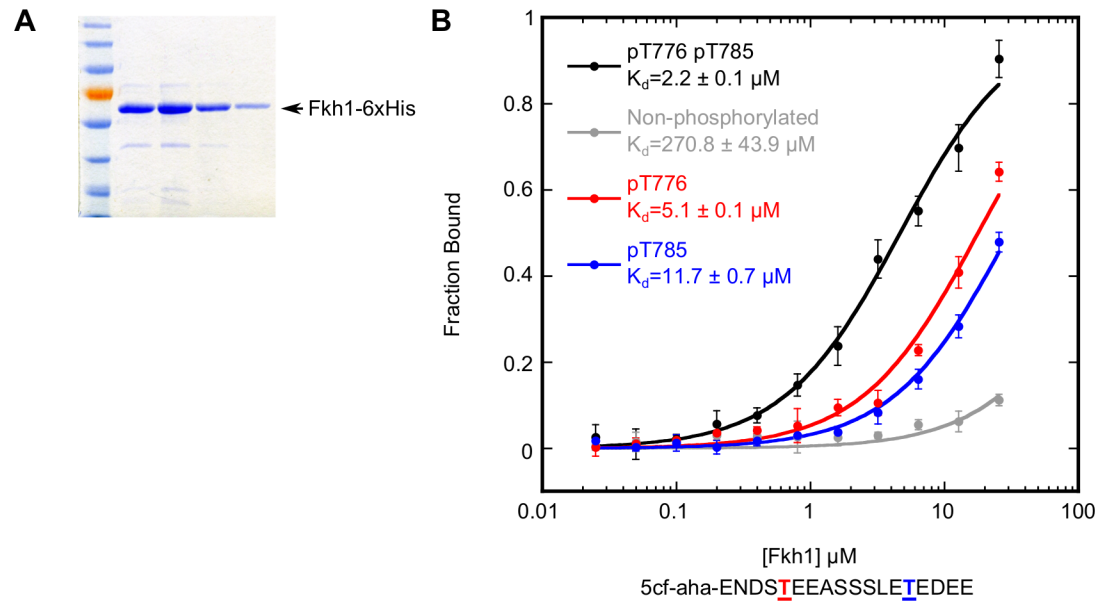 A
Fkh1-6xHis
B
pT776 pT785
Kd=2.2 ± 0.1 µM
Non-phosphorylated
Kd=270.8 ± 43.9 µM
pT776
Kd=5.1 ± 0.1 µM
pT785
Kd=11.7 ± 0.7 µM
Fraction Bound
1
0.8
0.6
0.4
0.2
0
0.01
0.1
1
10
100
[Fkh1] µM
5cf-aha-ENDSTEEASSSLETEDEE